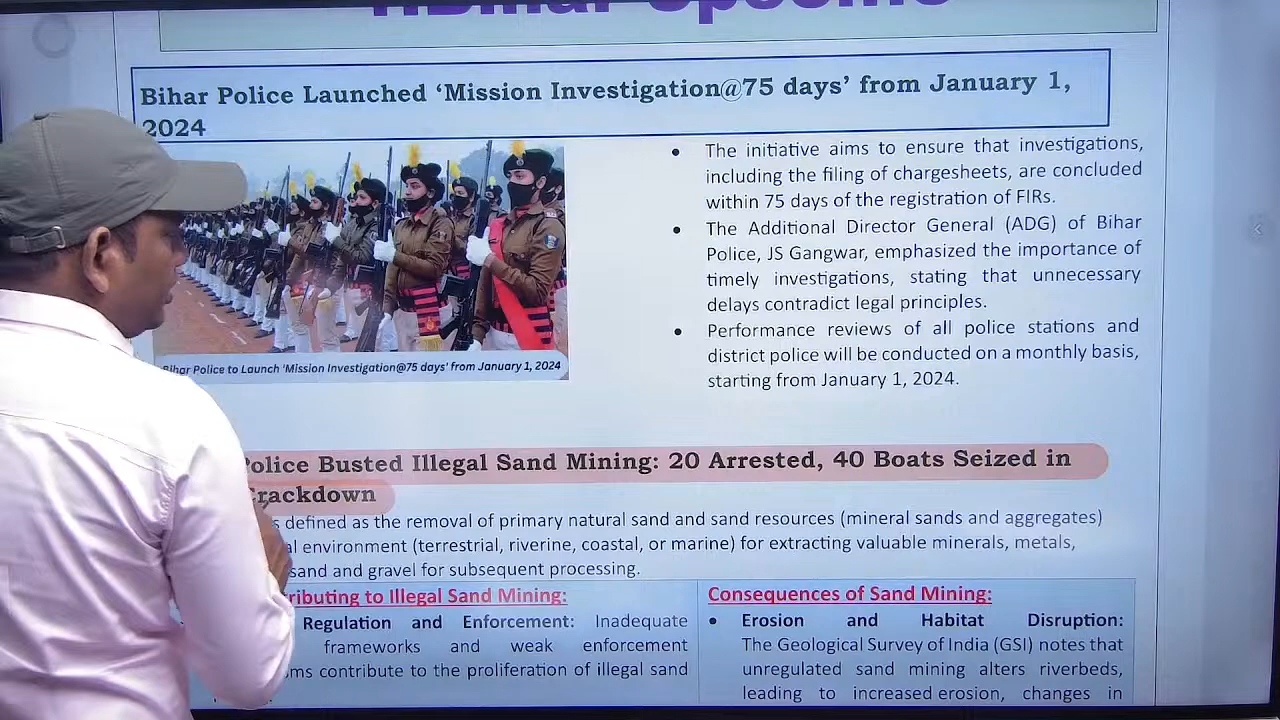 Bihar Police Launched ‘Mission Investigation@75 days’ from January 1,
2024
The initiative aims to ensure that investigations,
including the filing of chargesheets, are concluded
within 75 days of the registration of FIRs.
The Additional Director General (ADG) of Bihar
Police, JS Gangwar, emphasized the importance of
timely investigations, stating that unnecessary
delays contradict legal principles.
Performance reviews of all police stations and
district police will be conducted on a monthly basis,
starting from January 1, 2024.
Bihar Police to Launch ‘Mission Investigation@75 days’ from January 1, 2024
Police Busted Illegal Sand Mining: 20 Arrested, 40 Boats Seized in
Crackdown
defined as the removal of primary natural sand and sand resources (mineral sands and aggregates)
environment (terrestrial, riverine, coastal, or marine) for extracting valuable minerals, metals,
sand and gravel for subsequent processing.
to Illegal Sand Mining:
Regulation and Enforcement: Inadequate
frameworks and weak enforcement
contribute to the proliferation of illegal sand
Consequences of Sand Mining:
Erosion and Habitat Disruption:
The Geological Survey of India (GSI) notes that
unregulated sand mining alters riverbeds,
leading to increased erosion, changes in